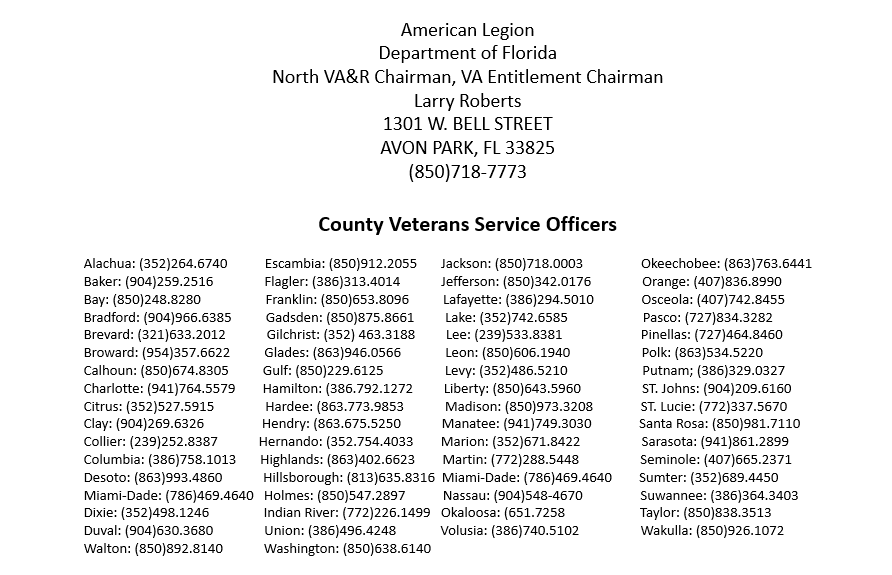 American Legion
Department of Florida
North VA&R Chairman, VA Entitlement Chairman
Larry Roberts
1301 W. BELL STREET
AVON PARK, FL 33825
(850)718-7773
County Veterans Service Officers
Alachua: (352)264.6740 Escambia: (850)912.2055 Jackson: (850)718.0003 Okeechobee: (863)763.6441
Baker: (904)259.2516 Flagler: (386)313.4014 Jefferson: (850)342.0176 Orange: (407)836.8990
Bay: (850)248.8280 Franklin: (850)653.8096 Lafayette: (386)294.5010 Osceola: (407)742.8455
Bradford: (904)966.6385 Gadsden: (850)875.8661 Lake: (352)742.6585 Pasco: (727)834.3282
Brevard: (321)633.2012 Gilchrist: (352) 463.3188 Lee: (239)533.8381 Pinellas: (727)464.8460
Broward: (954)357.6622 Glades: (863)946.0566 Leon: (850)606.1940 Polk: (863)534.5220
Calhoun: (850)674.8305 Gulf: (850)229.6125 Levy: (352)486.5210 Putnam; (386)329.0327
Charlotte: (941)764.5579 Hamilton: (386.792.1272 Liberty: (850)643.5960 ST. Johns: (904)209.6160
Citrus: (352)527.5915 Hardee: (863.773.9853 Madison: (850)973.3208 ST. Lucie: (772)337.5670
Clay: (904)269.6326 Hendry: (863.675.5250 Manatee: (941)749.3030 Santa Rosa: (850)981.7110
Collier: (239)252.8387 Hernando: (352.754.4033 Marion: (352)671.8422 Sarasota: (941)861.2899
Columbia: (386)758.1013 Highlands: (863)402.6623 Martin: (772)288.5448 Seminole: (407)665.2371
Desoto: (863)993.4860 Hillsborough: (813)635.8316 Miami-Dade: (786)469.4640 Sumter: (352)689.4450
Miami-Dade: (786)469.4640 Holmes: (850)547.2897 Nassau: (904)548-4670 Suwannee: (386)364.3403
Dixie: (352)498.1246 Indian River: (772)226.1499 Okaloosa: (651.7258 Taylor: (850)838.3513
Duval: (904)630.3680 Union: (386)496.4248 Volusia: (386)740.5102 Wakulla: (850)926.1072
Walton: (850)892.8140 Washington: (850)638.6140